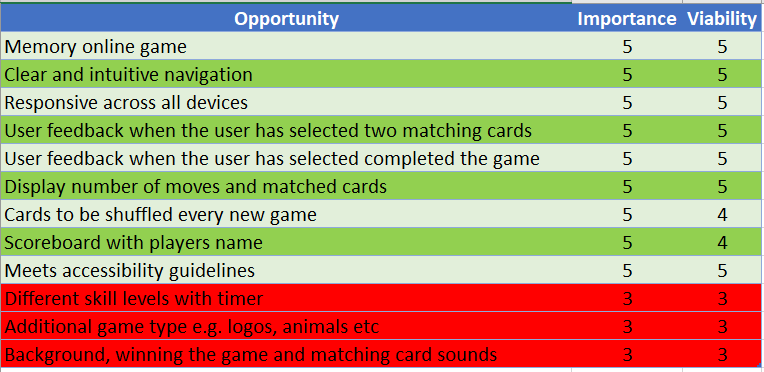 Opportunity Importance Viability
Memory online game 5 5
Clear and intuitive navigation 5 5
Responsive across all devices 5 5
User feedback when the user has selected two matching cards 5 5
User feedback when the user has selected completed the game 5 5
Display number of moves and matched cards 5 5
Cards to be shuffled every new game 5 4
Scoreboard with players name 5 4
Meets accessibility guidelines 5 5
Different skill levels with timer 3 3
Additional game type e.g. logos, animals etc 3 3
Background, winning the game and matching card sounds 3 3